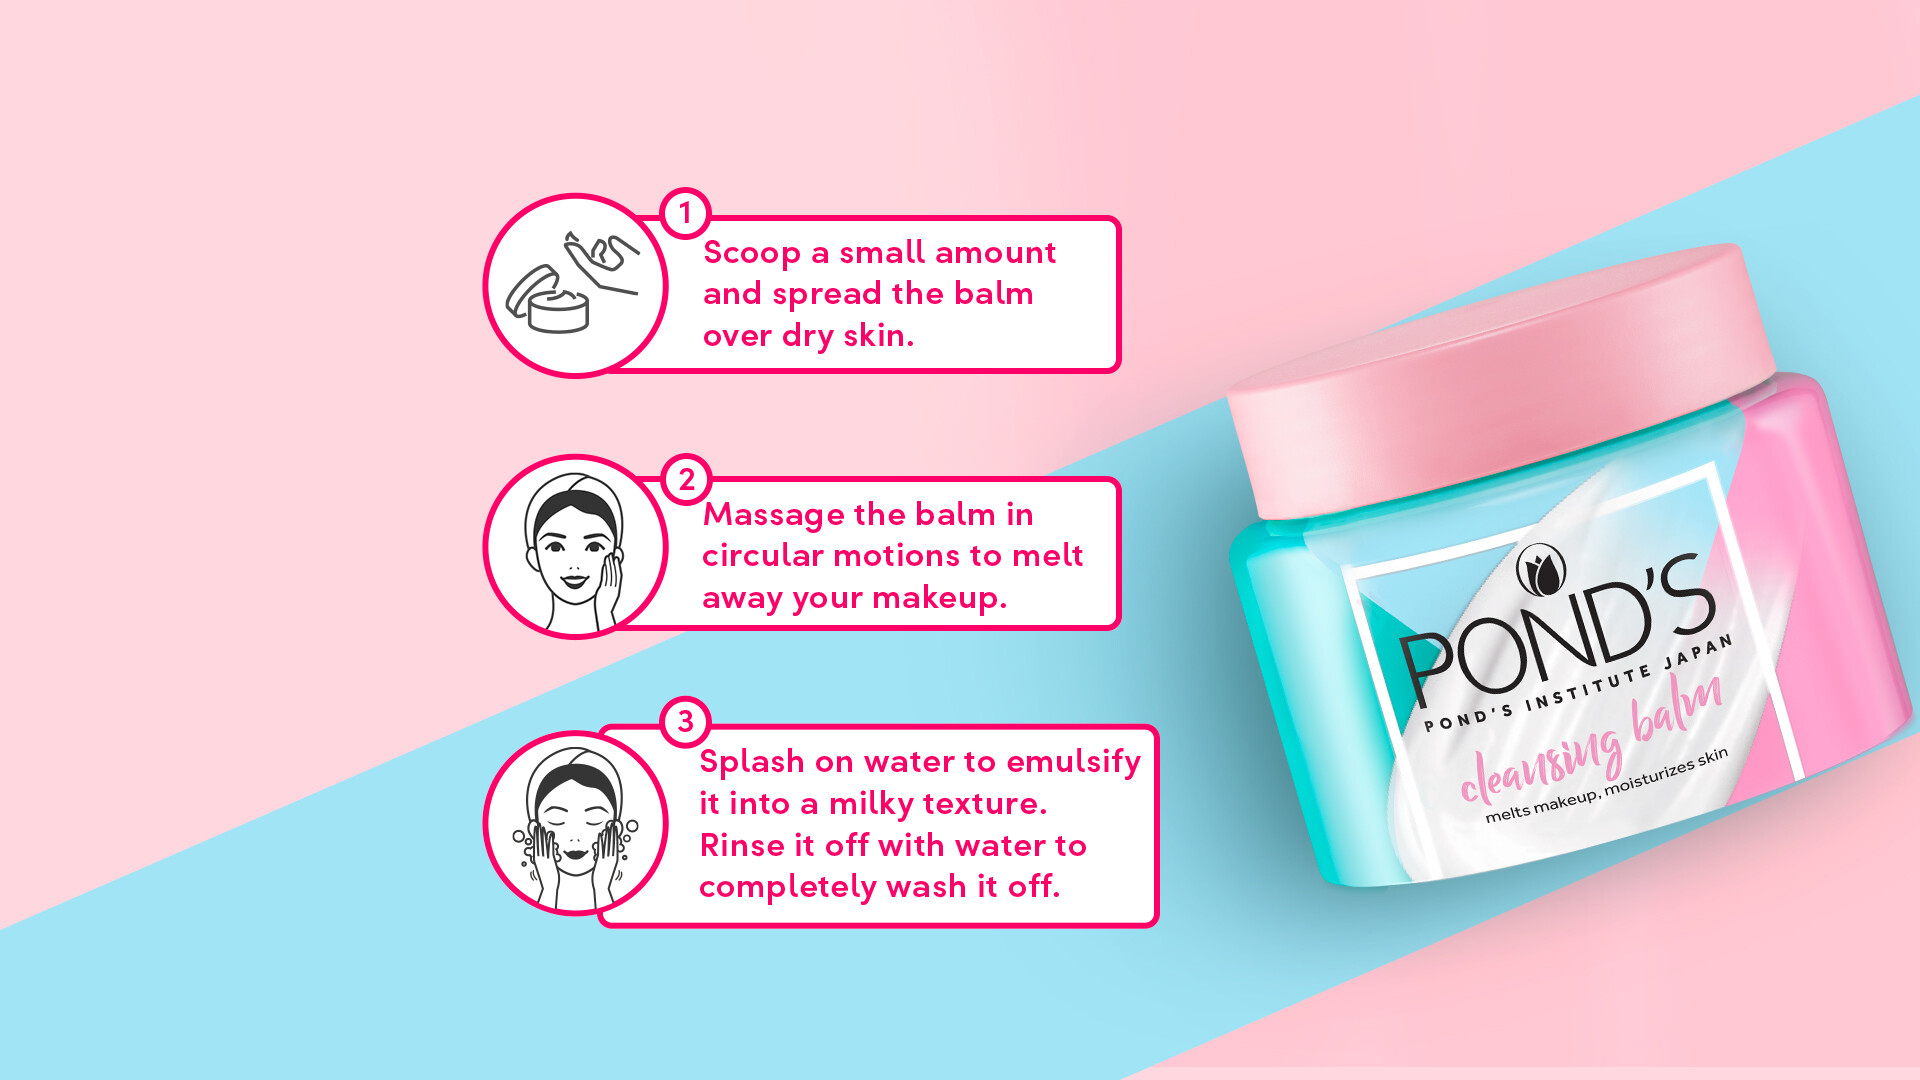 1
Scoop a small amount
and spread the balm
over dry skin.
2
Massage the balm in
circular motions to melt
away your makeup.
3
Splash on water to emulsify
it into a milky texture.
Rinse it off with water to
completely wash it off.
POND'S
POND'S INSTITUTE JAPAN
cleansing balm
melts makeup, moisturizes skin